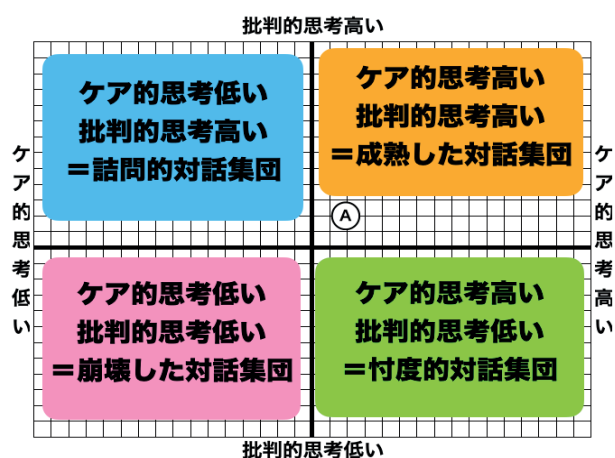 批判的思考高い
ケア的思考低い
批判的思考高い
＝詰問的対話集団
ケア的思考高い
批判的思考高い
＝成熟した対話集団
ケア的思考低い
ケア的思考高い
A
ケア的思考低い
批判的思考低い
＝崩壊した対話集団
ケア的思考高い
批判的思考低い
＝忖度的対話集団
批判的思考低い